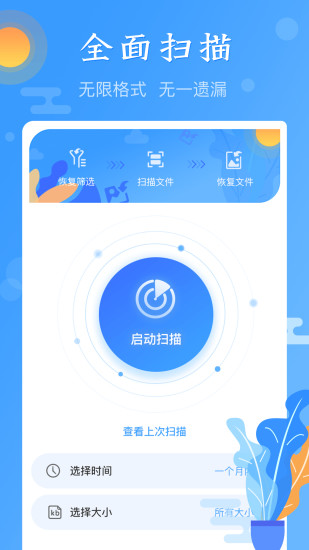 全面扫描
无限格式 无一遗漏
恢复筛选 扫描文件 恢复文件
启动扫描
查看上次扫描
选择时间 一个月内
kb 选择大小 所有大小